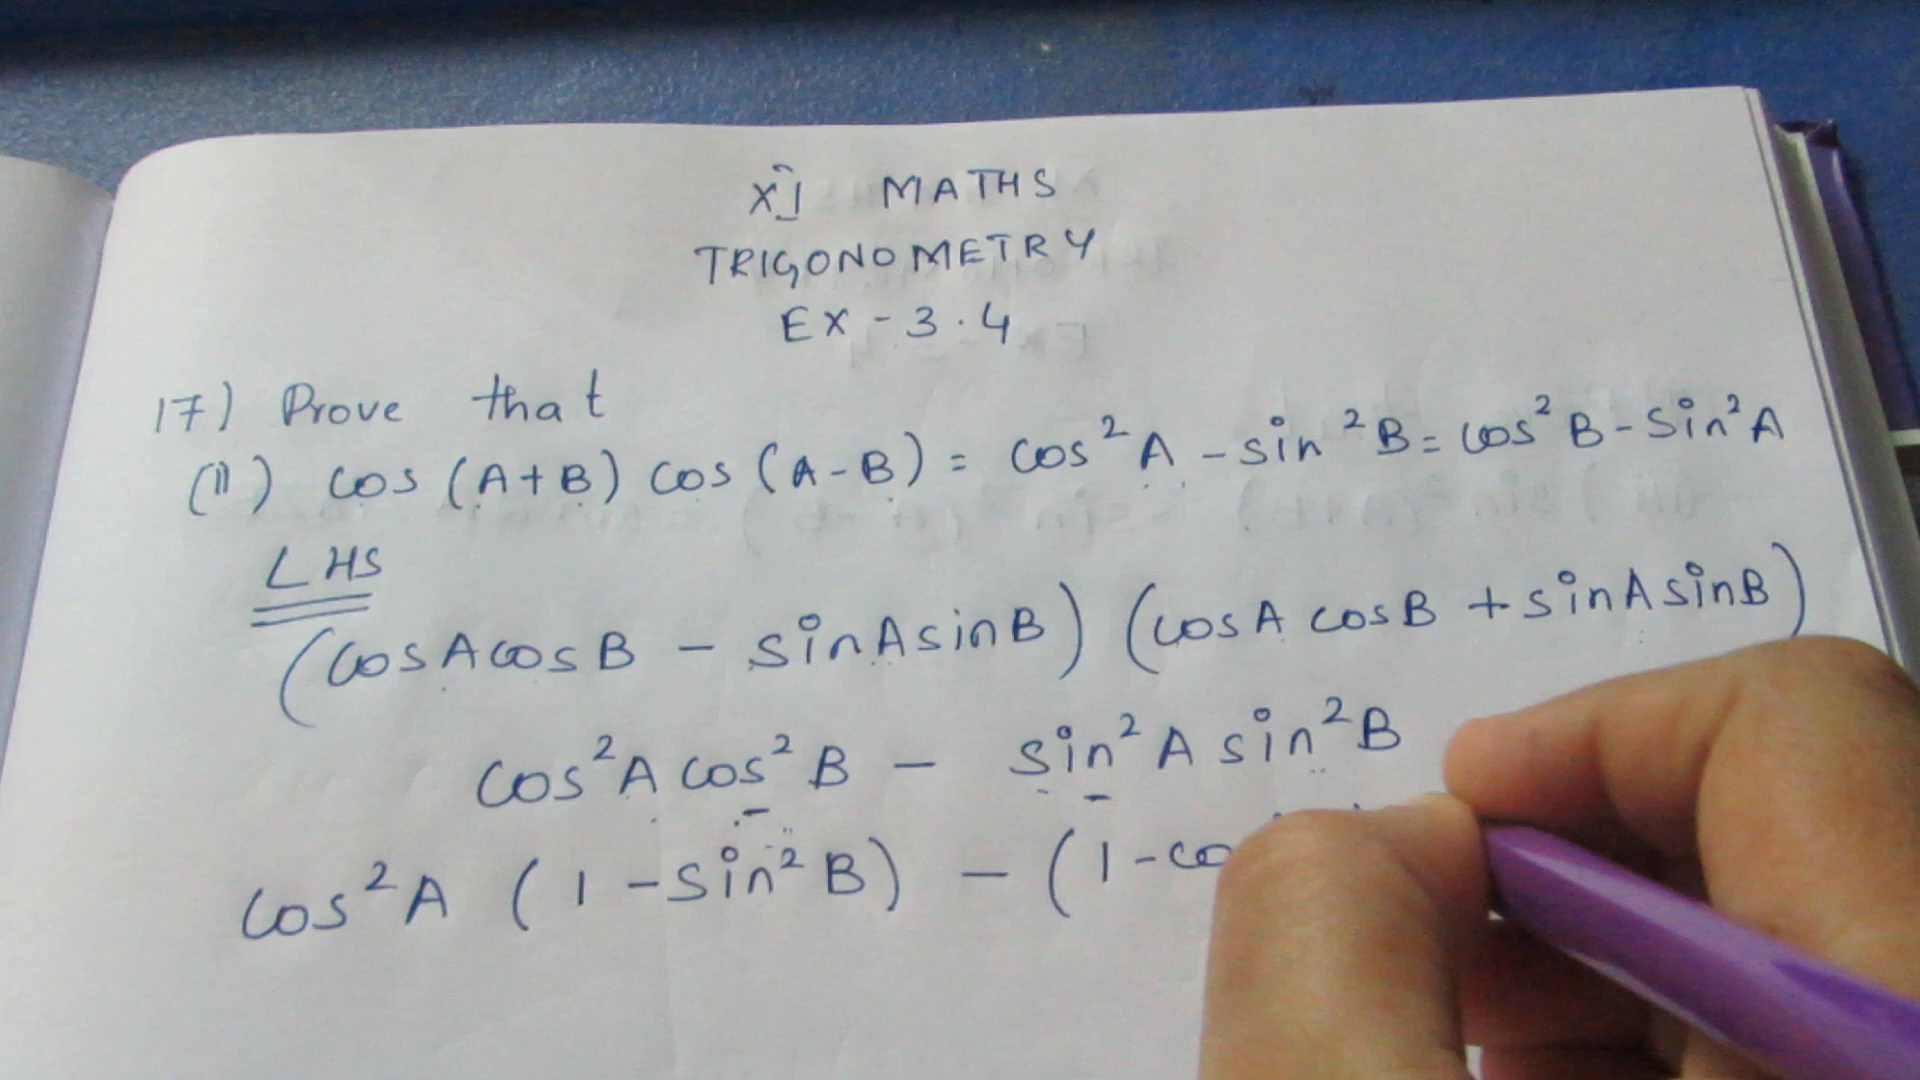 XI MATHS
TRIGONOMETRY
EX - 3.4
17) Prove that
(ii) cos (A+B) cos (A-B) = cos²A - sin²B = cos²B - sin²A
LHS
(cosAcosB - sinAsinB) (cosA cosB + sinAsinB)
cos²A cos²B - sin²A sin²B
cos²A (1 - sin²B) - (1 - co